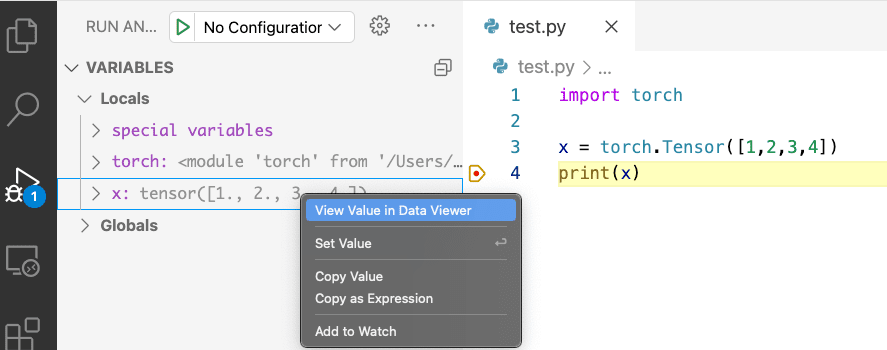 RUN AN...
No Configuration
...
VARIABLES
Locals
special variables
torch: <module 'torch' from '/Users/...
x: tensor([1., 2., 3., 4.])
Globals
1
View Value in Data Viewer
Set Value
Copy Value
Copy as Expression
Add to Watch
test.py
test.py > ...
1 import torch
2
3 x = torch.Tensor([1,2,3,4])
4 print(x)